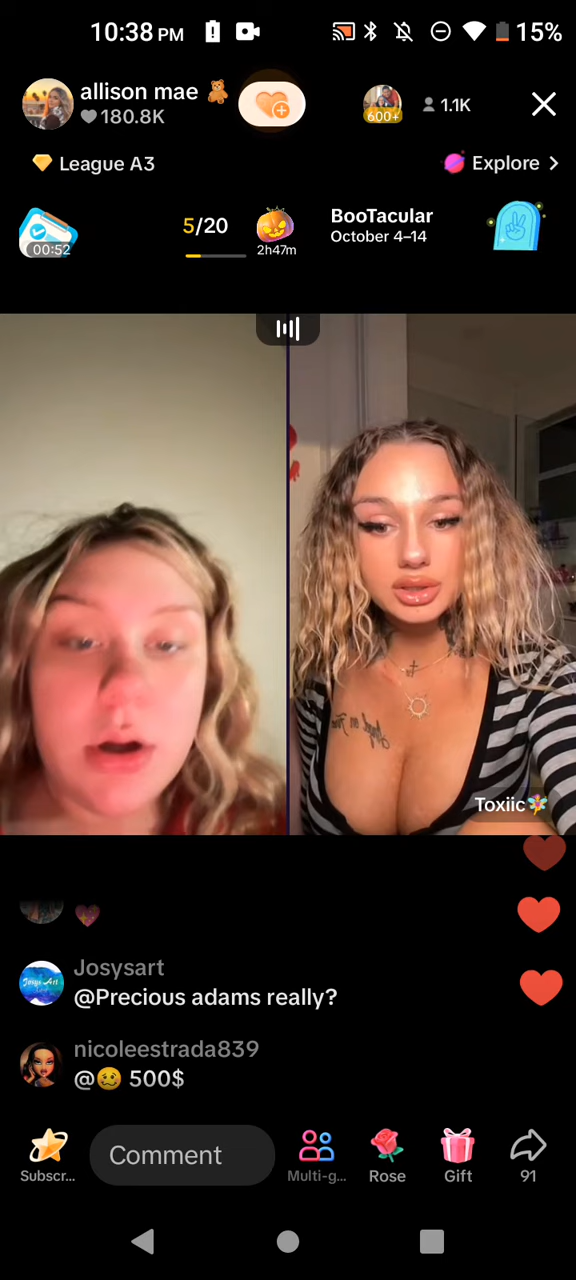 10:38 PM
15%
allison mae
180.8K
600+
1.1K
League A3
Explore
00:52
5/20
2h47m
BooTacular
October 4–14
Toxiic
Josysart
@Precious adams really?
nicoleestrada839
@🥴 500$
Subscr...
Comment
Multi-g...
Rose
Gift
91